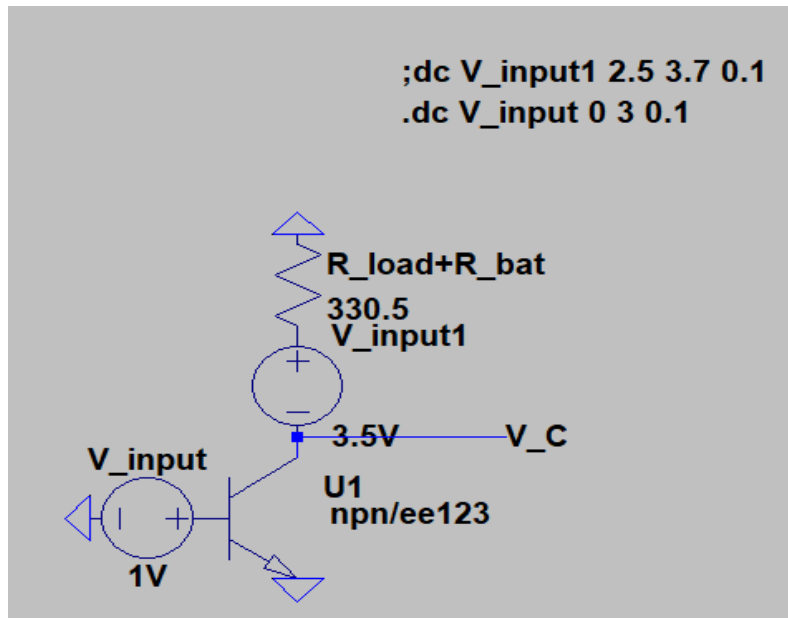 ;dc V_input1 2.5 3.7 0.1
.dc V_input 0 3 0.1
R_load+R_bat
330.5
V_input1
3.5V
V_C
V_input
U1
npn/ee123
1V